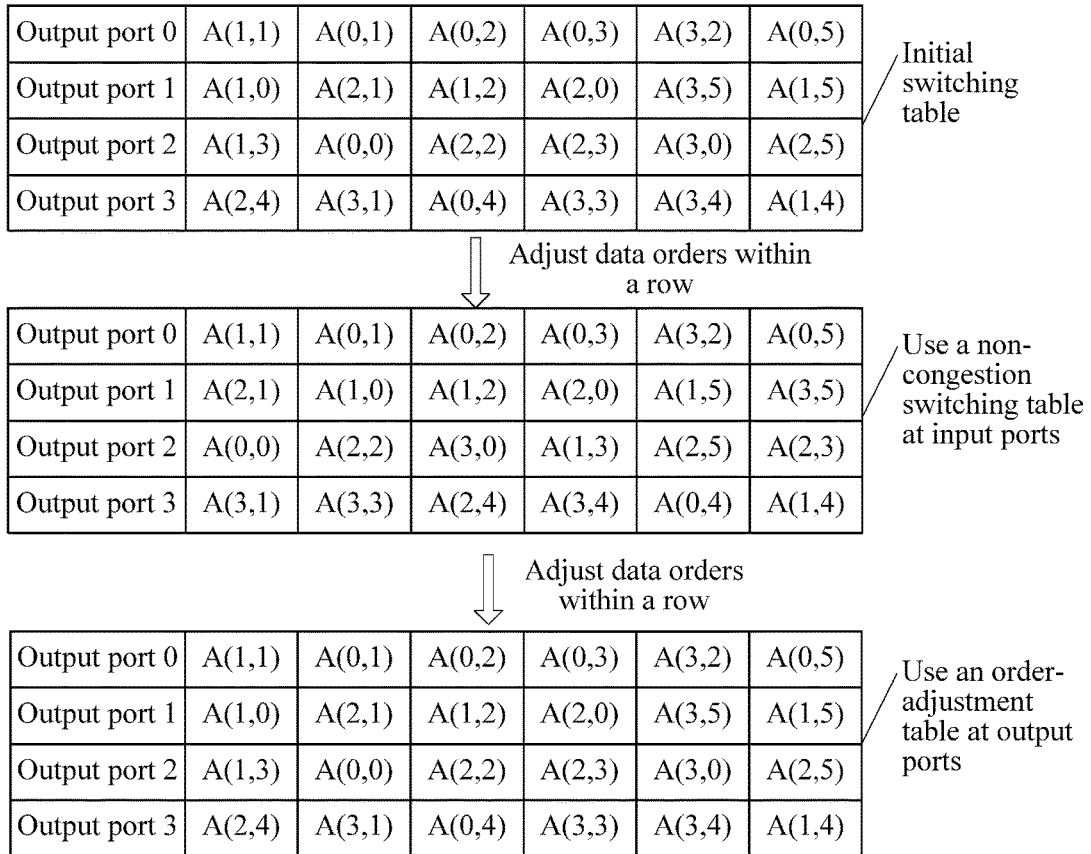 Output port 0 A(1,1) A(0,1) A(0,2) A(0,3) A(3,2) A(0,5)
Output port 1 A(1,0) A(2,1) A(1,2) A(2,0) A(3,5) A(1,5)
Output port 2 A(1,3) A(0,0) A(2,2) A(2,3) A(3,0) A(2,5)
Output port 3 A(2,4) A(3,1) A(0,4) A(3,3) A(3,4) A(1,4)
Initial
switching
table
Adjust data orders within
a row
Output port 0 A(1,1) A(0,1) A(0,2) A(0,3) A(3,2) A(0,5)
Output port 1 A(2,1) A(1,0) A(1,2) A(2,0) A(1,5) A(3,5)
Output port 2 A(0,0) A(2,2) A(3,0) A(1,3) A(2,5) A(2,3)
Output port 3 A(3,1) A(3,3) A(2,4) A(3,4) A(0,4) A(1,4)
Use a non-
congestion
switching table
at input ports
Adjust data orders
within a row
Output port 0 A(1,1) A(0,1) A(0,2) A(0,3) A(3,2) A(0,5)
Output port 1 A(1,0) A(2,1) A(1,2) A(2,0) A(3,5) A(1,5)
Output port 2 A(1,3) A(0,0) A(2,2) A(2,3) A(3,0) A(2,5)
Output port 3 A(2,4) A(3,1) A(0,4) A(3,3) A(3,4) A(1,4)
Use an order-
adjustment
table at output
ports